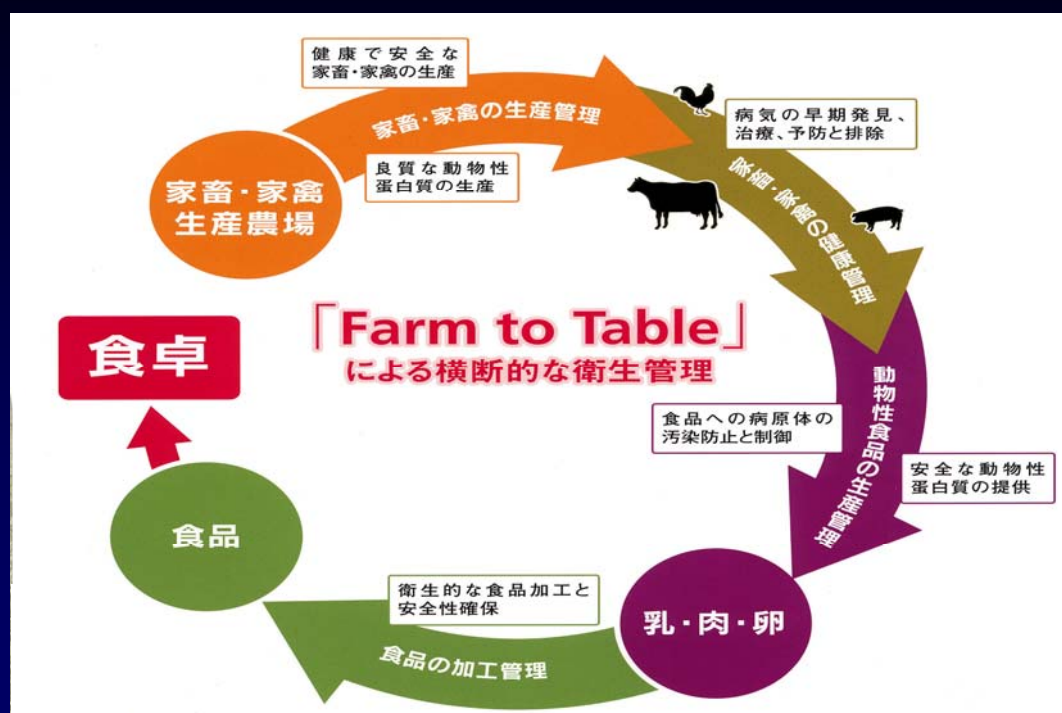 健康で安全な
家畜・家禽の生産
家畜・家禽の生産管理
良質な動物性
蛋白質の生産
家畜・家禽
生産農場
病気の早期発見、
治療、予防と排除
家畜・家禽の健康管理
「Farm to Table」
による横断的な衛生管理
食卓
食品への病原体の
汚染防止と制御
動物性食品の生産管理
安全な動物性
蛋白質の提供
乳・肉・卵
衛生的な食品加工と
安全性確保
食品の加工管理
食品